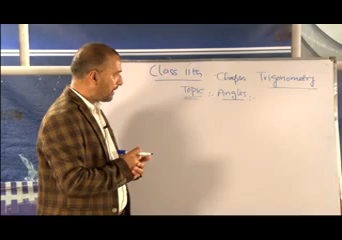 Class 11th Chapter Trigonometry
Topic :- Angles :-